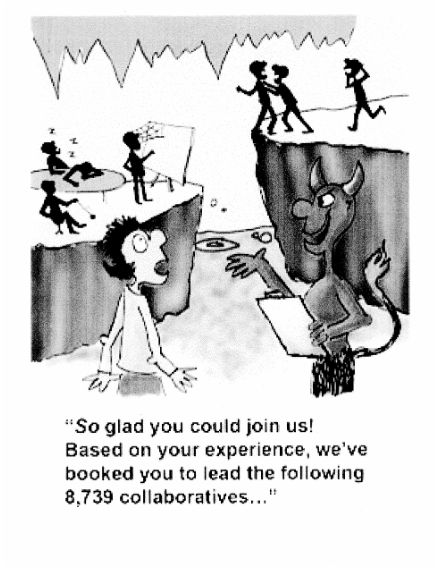 z
z
z
"So glad you could join us!
Based on your experience, we've
booked you to lead the following
8,739 collaboratives..."